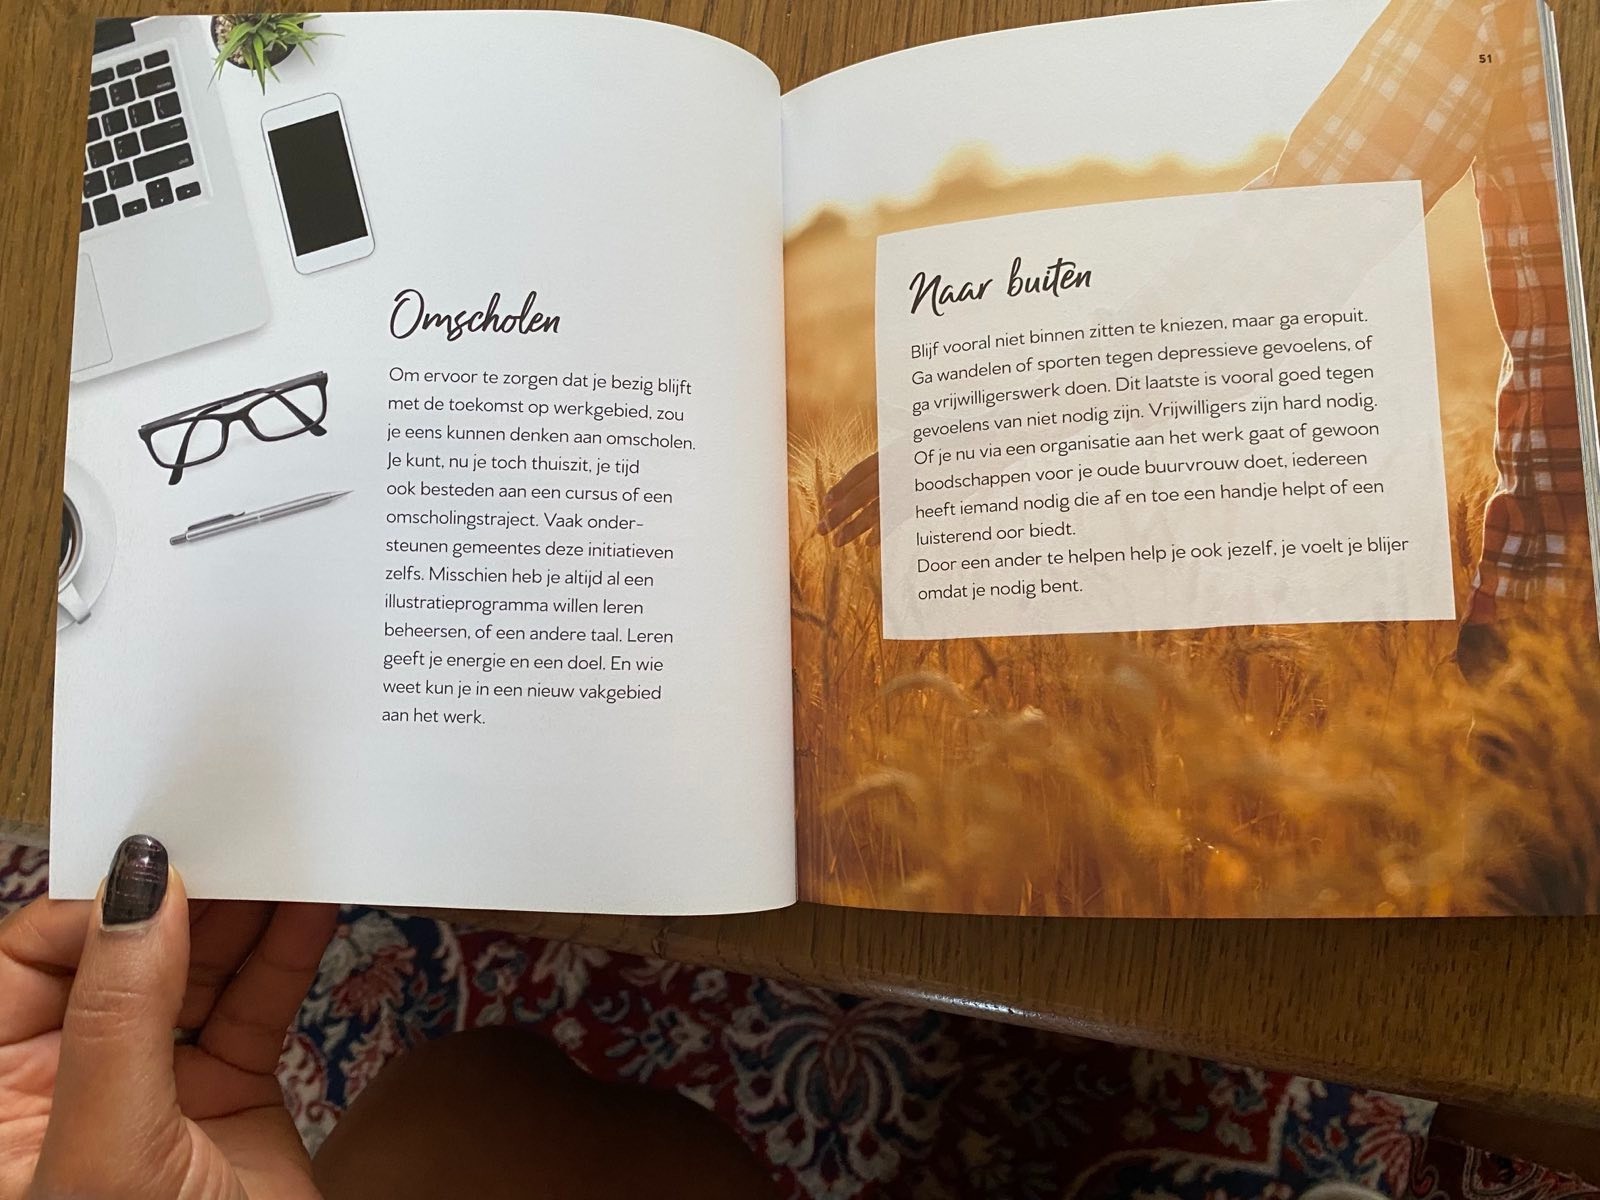 Omscholen
Om ervoor te zorgen dat je bezig blijft
met de toekomst op werkgebied, zou
je eens kunnen denken aan omscholen.
Je kunt, nu je toch thuiszit, je tijd
ook besteden aan een cursus of een
omscholingstraject. Vaak onder-
steunen gemeentes deze initiatieven
zelfs. Misschien heb je altijd al een
illustratieprogramma willen leren
beheersen, of een andere taal. Leren
geeft je energie en een doel. En wie
weet kun je in een nieuw vakgebied
aan het werk.
51
Naar buiten
Blijf vooral niet binnen zitten te kniezen, maar ga eropuit.
Ga wandelen of sporten tegen depressieve gevoelens, of
ga vrijwilligerswerk doen. Dit laatste is vooral goed tegen
gevoelens van niet nodig zijn. Vrijwilligers zijn hard nodig.
Of je nu via een organisatie aan het werk gaat of gewoon
boodschappen voor je oude buurvrouw doet, iedereen
heeft iemand nodig die af en toe een handje helpt of een
luisterend oor biedt.
Door een ander te helpen help je ook jezelf, je voelt je blijer
omdat je nodig bent.